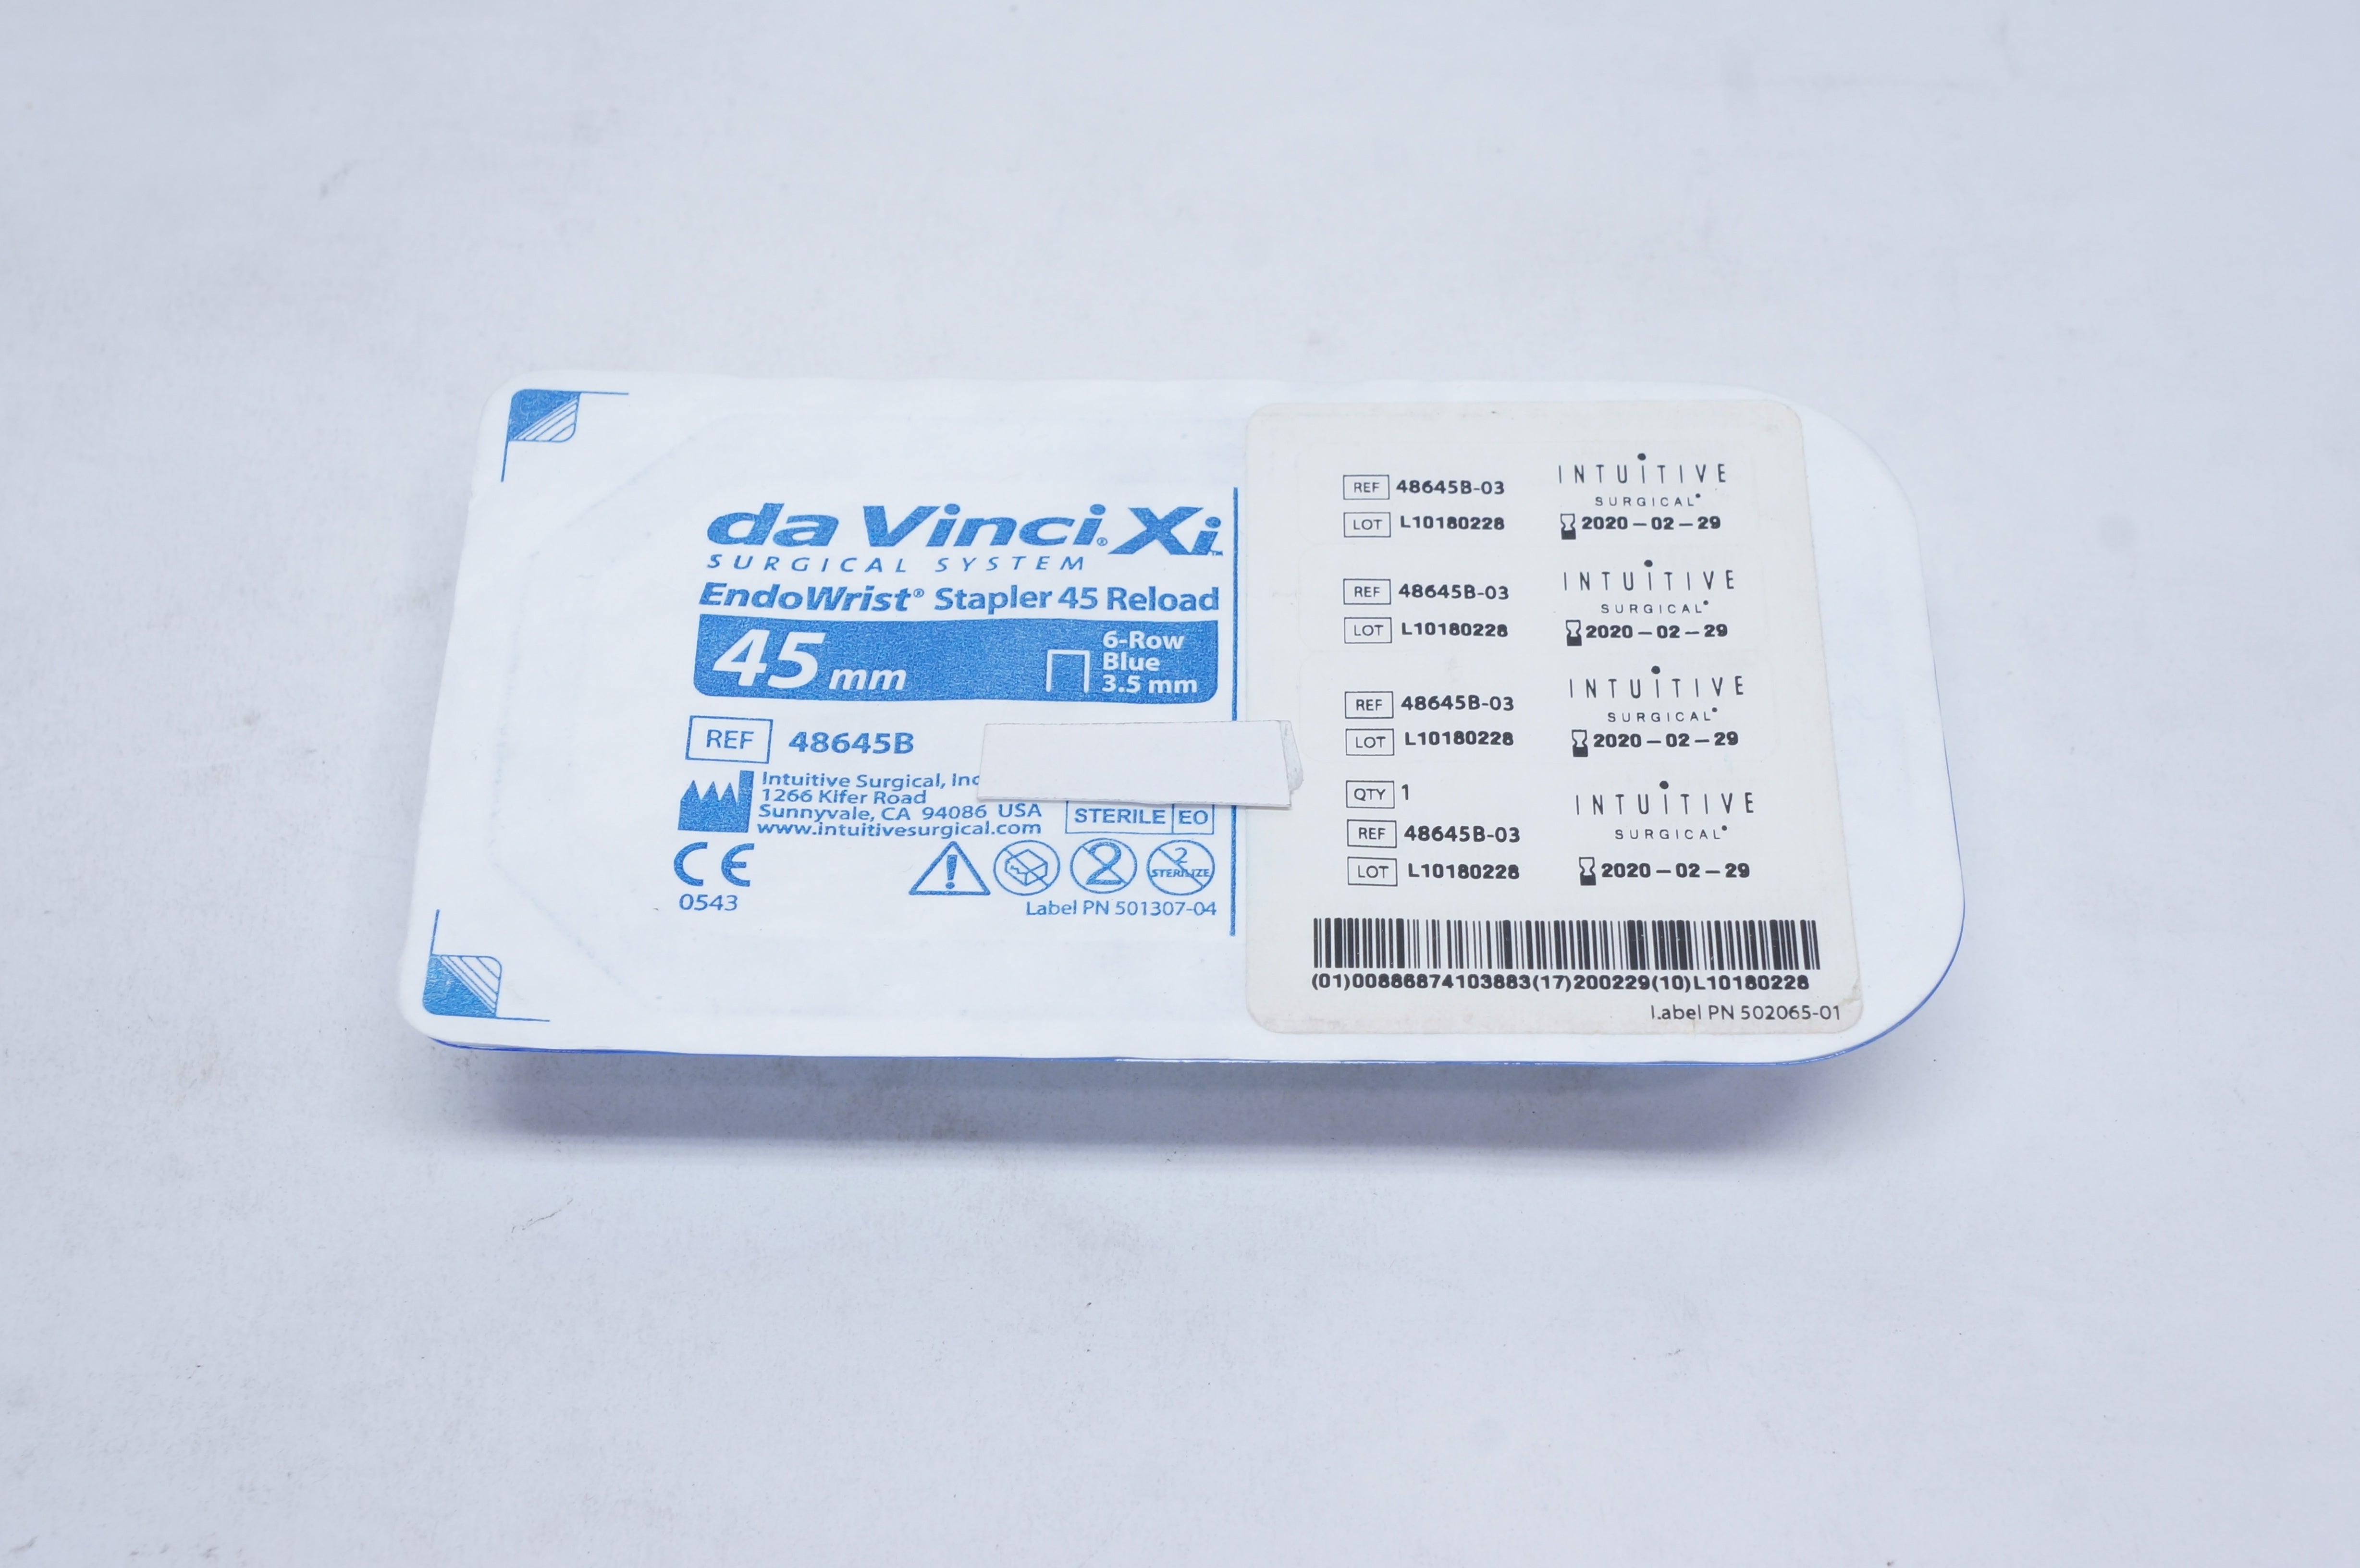 da Vinci® Xi™
SURGICAL SYSTEM
EndoWrist® Stapler 45 Reload
45 mm
6-Row
Blue
3.5 mm
REF 48645B
Intuitive Surgical, Inc
1266 Kifer Road
Sunnyvale, CA 94086 USA
www.intuitivesurgical.com
STERILE EO
CE
0543
2
2
STERILIZE
Label PN 501307-04
REF 48645B-03
INTUITIVE
SURGICAL®
LOT L10180228
2020-02-29
REF 48645B-03
INTUITIVE
SURGICAL®
LOT L10180228
2020-02-29
REF 48645B-03
INTUITIVE
SURGICAL®
LOT L10180228
2020-02-29
QTY 1
INTUITIVE
SURGICAL®
REF 48645B-03
LOT L10180228
2020-02-29
(01)00886874103883(17)200229(10)L10180228
Label PN 502065-01